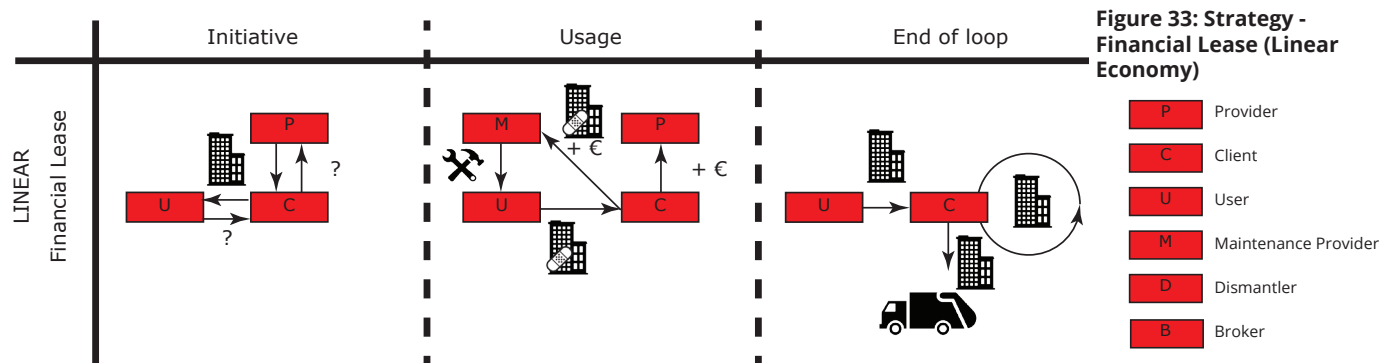 Initiative
Usage
End of loop
Figure 33: Strategy -
Financial Lease (Linear
Economy)
LINEAR
Financial Lease
P
?
U
C
?
M
P
+ €
+ €
U
C
U
C
P Provider
C Client
U User
M Maintenance Provider
D Dismantler
B Broker